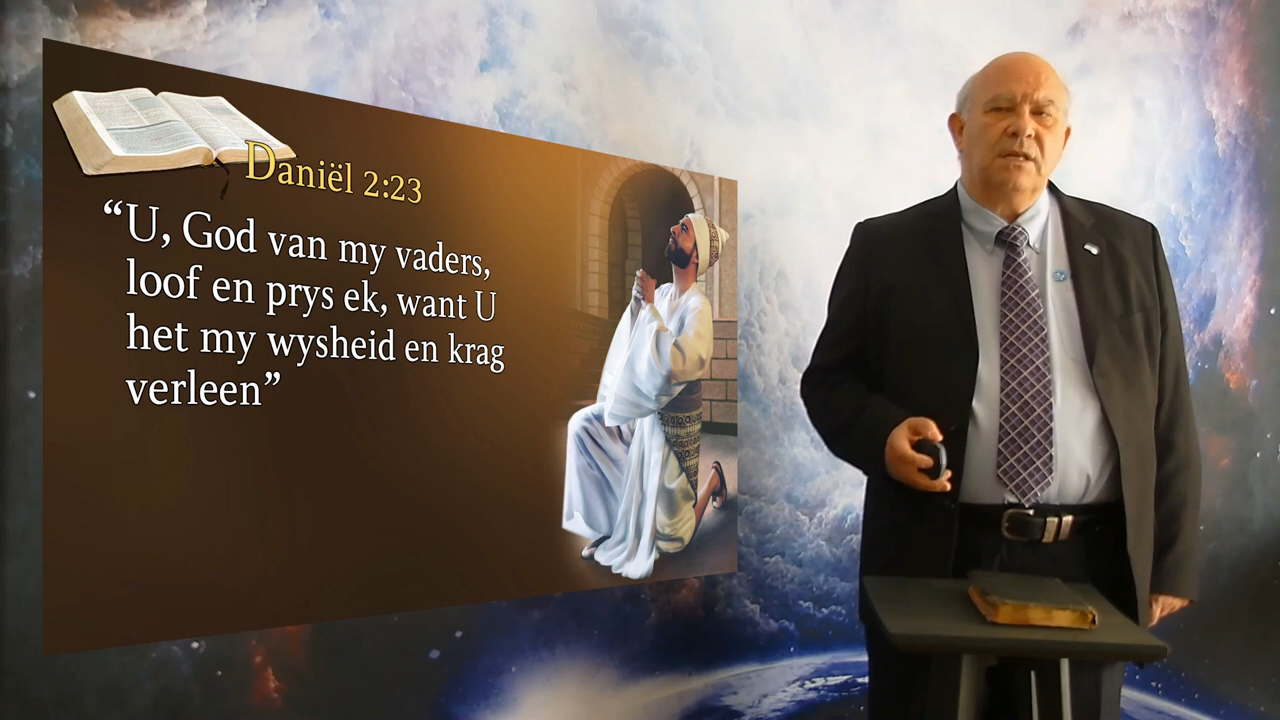 Daniël 2:23
“U, God van my vaders,
loof en prys ek, want U
het my wysheid en krag
verleen”